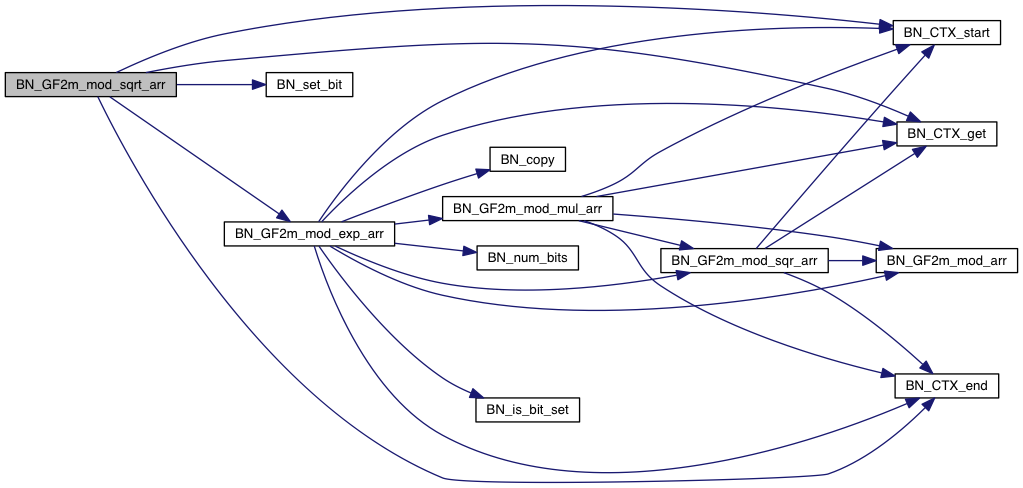 BN_CTX_start
BN_GF2m_mod_sqrt_arr
BN_set_bit
BN_CTX_get
BN_copy
BN_GF2m_mod_mul_arr
BN_GF2m_mod_exp_arr
BN_num_bits
BN_GF2m_mod_sqr_arr
BN_GF2m_mod_arr
BN_CTX_end
BN_is_bit_set